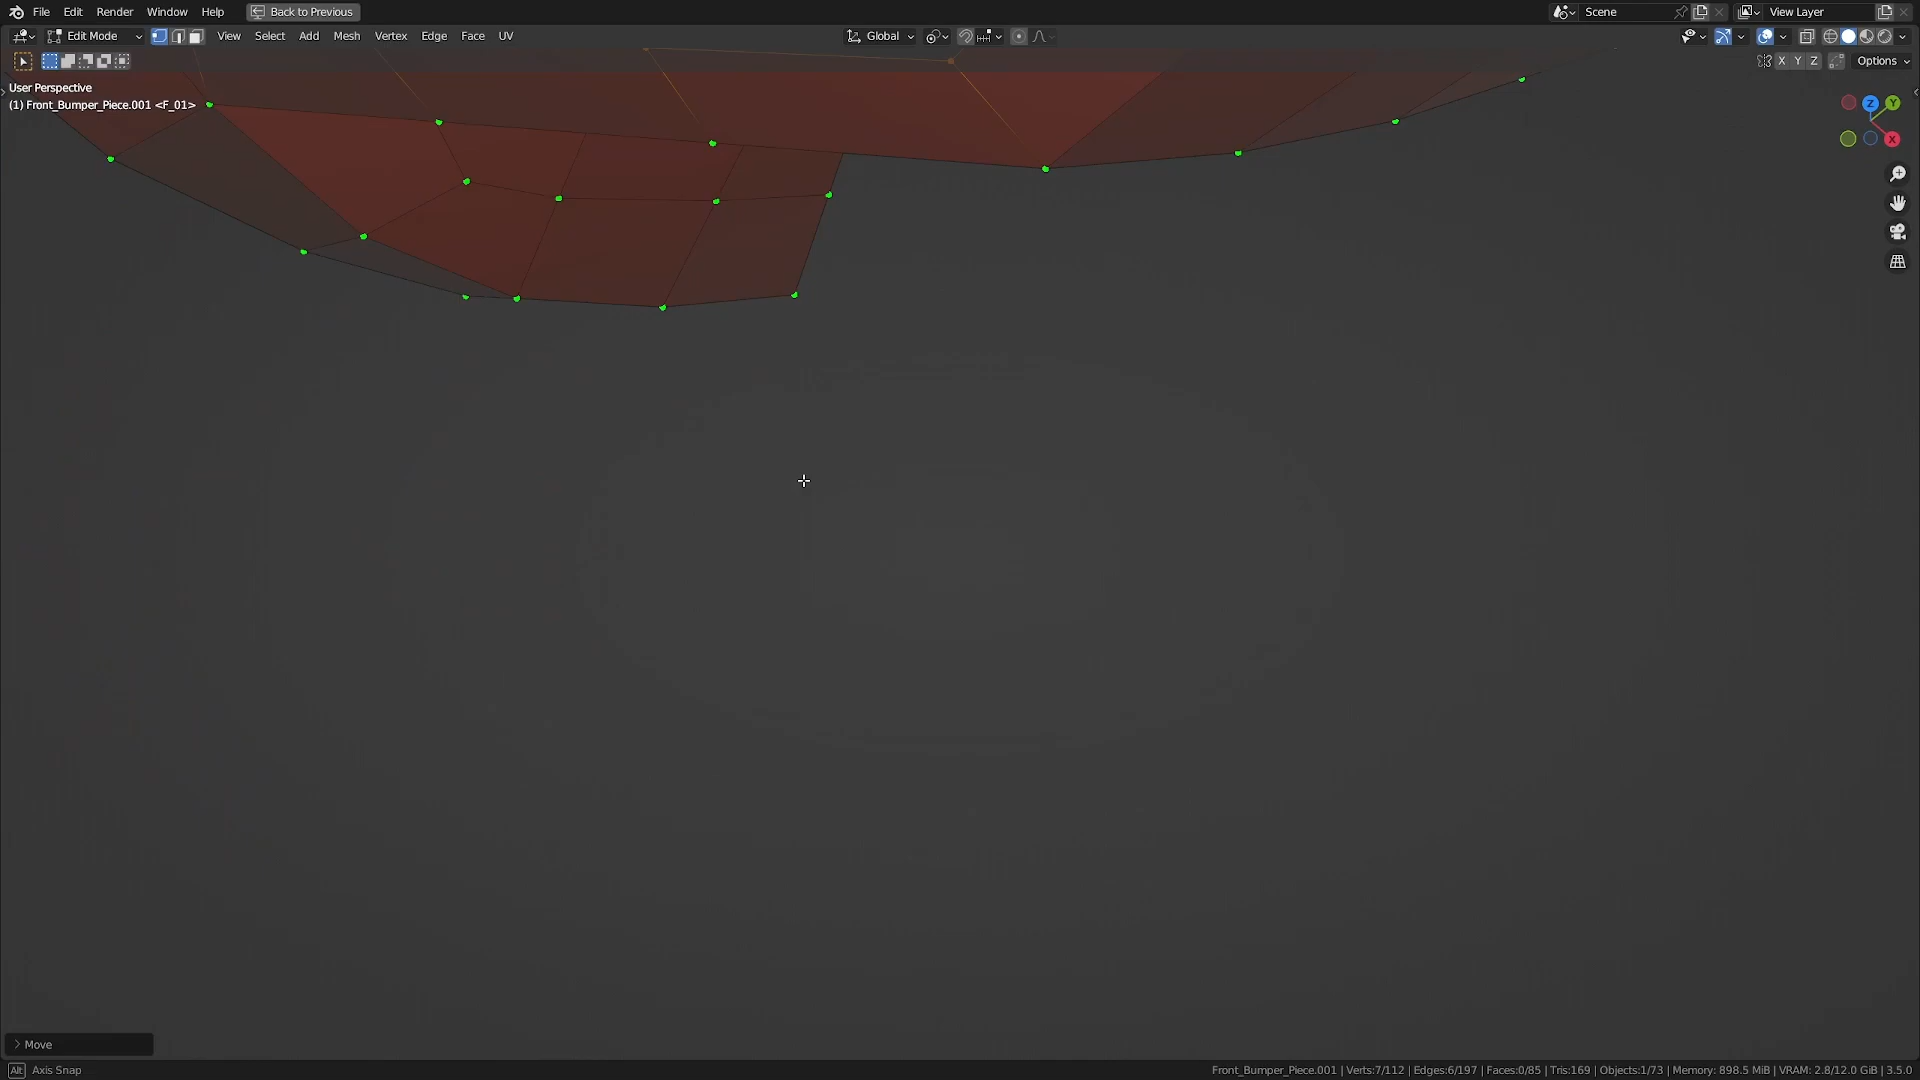 File Edit Render Window Help Back to Previous Scene View Layer
Edit Mode View Select Add Mesh Vertex Edge Face UV Global
X Y Z Options
User Perspective
(1) Front_Bumper_Piece.001 <F_01>
Z Y
X
Move
Alt Axis Snap Front_Bumper_Piece.001 | Verts:7/112 | Edges:6/197 | Faces:0/85 | Tris:169 | Objects:1/73 | Memory: 898.5 MiB | VRAM: 2.8/12.0 GiB | 3.5.0